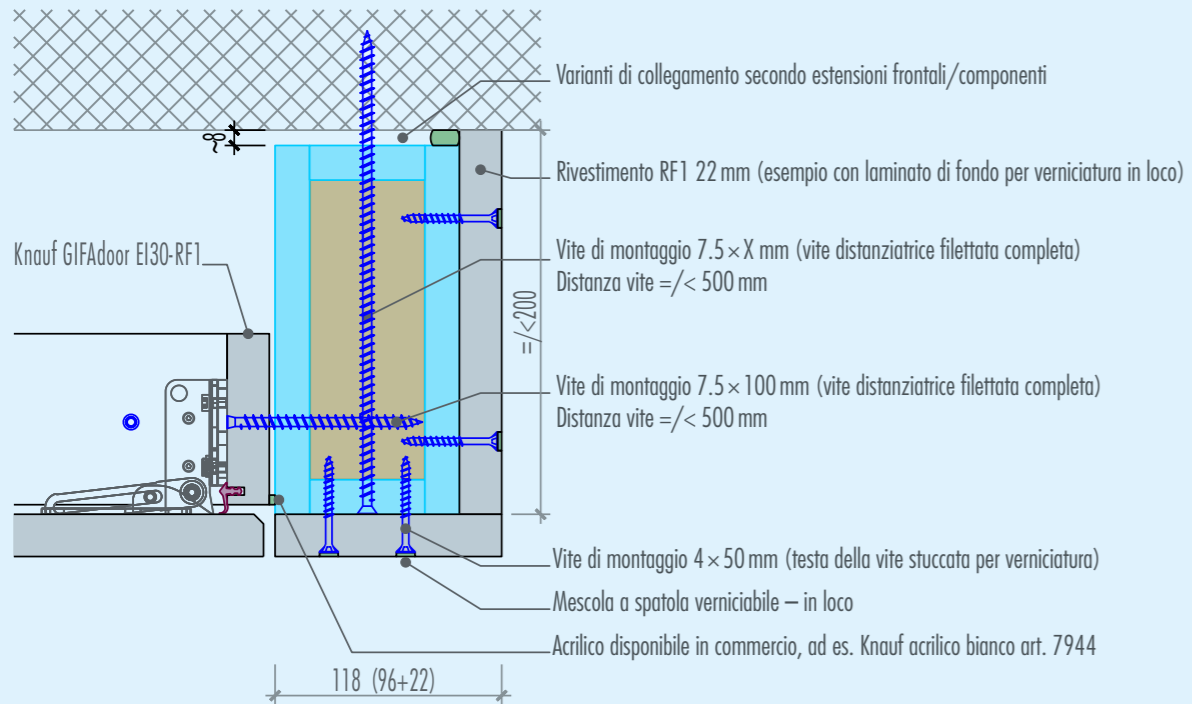 Varianti di collegamento secondo estensioni frontali/componenti
~8
Rivestimento RF1 22 mm (esempio con laminato di fondo per verniciatura in loco)
Knauf GIFAdoor EI30-RF1
Vite di montaggio 7.5 × X mm (vite distanziatrice filettata completa)
Distanza vite =/< 500 mm
=/<200
Vite di montaggio 7.5 × 100 mm (vite distanziatrice filettata completa)
Distanza vite =/< 500 mm
Vite di montaggio 4 × 50 mm (testa della vite stuccata per verniciatura)
Mescola a spatola verniciabile – in loco
Acrilico disponibile in commercio, ad es. Knauf acrilico bianco art. 7944
118 (96+22)